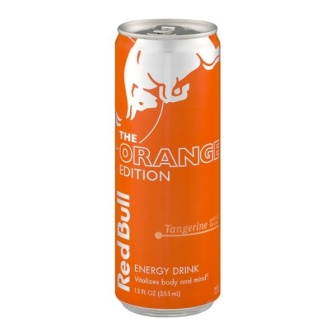 THE
ORANGE
EDITION
Tangerine
Red Bull
ENERGY DRINK
Vitalizes body and mind®
12 FL OZ (355 ml)